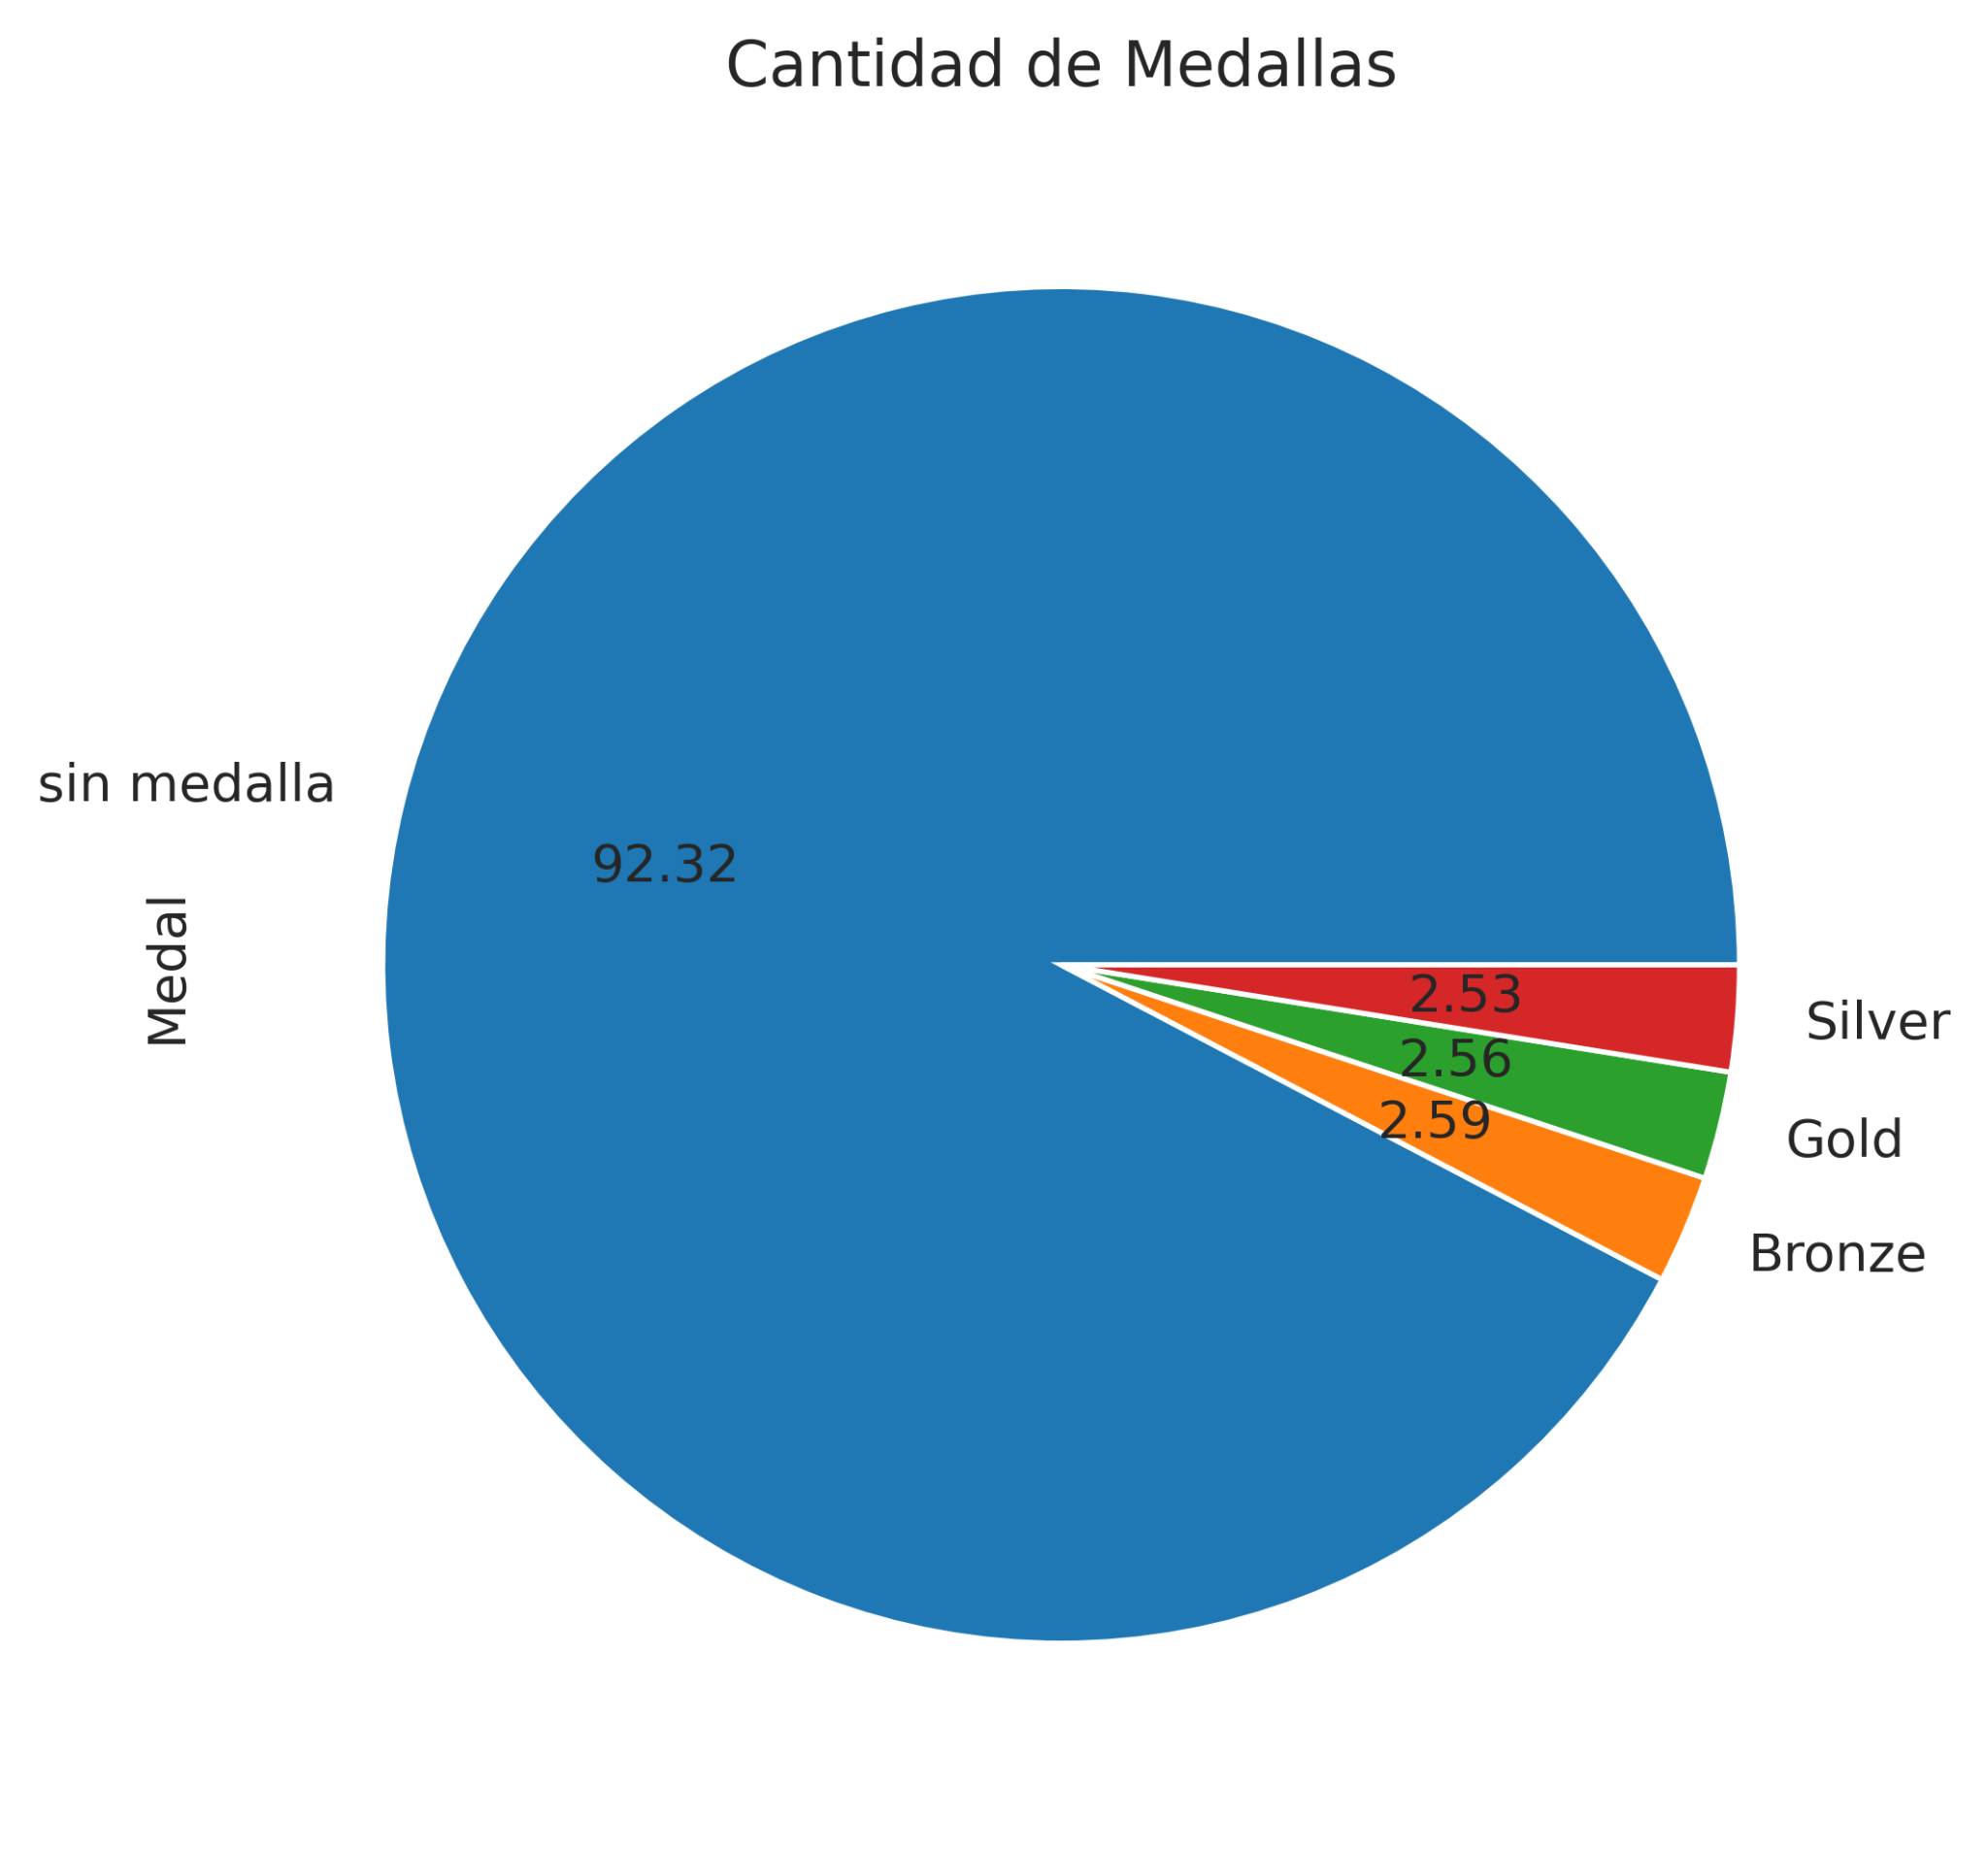 Cantidad de Medallas
sin medalla
92.32
Medal
2.53
Silver
2.56
Gold
2.59
Bronze